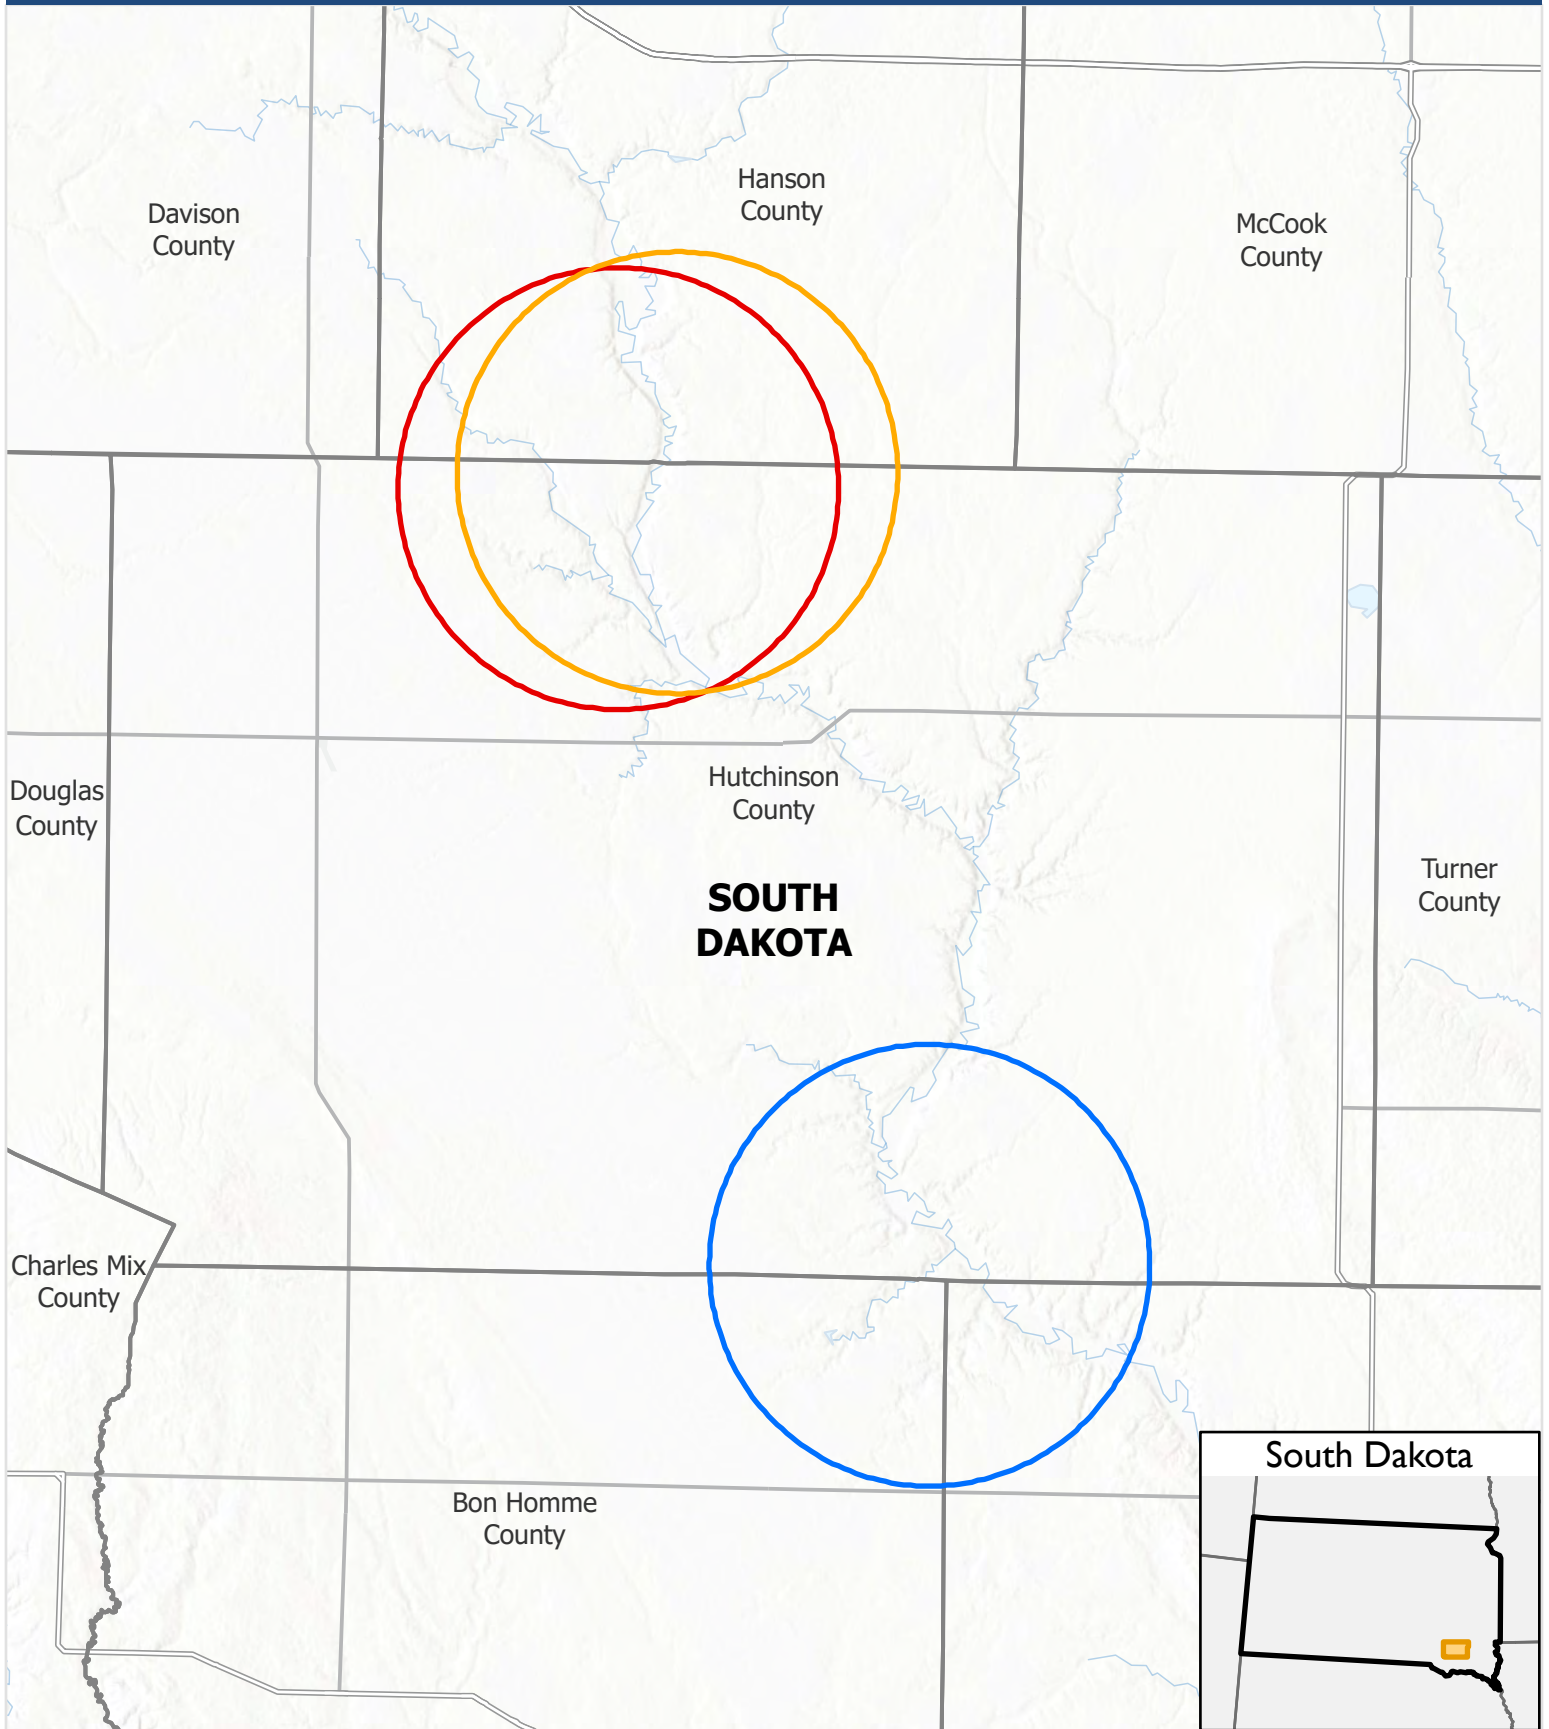 Hanson
County
Davison
County
McCook
County
Hutchinson
County
Douglas
County
Turner
County
SOUTH
DAKOTA
Charles Mix
County
Bon Homme
County
South Dakota